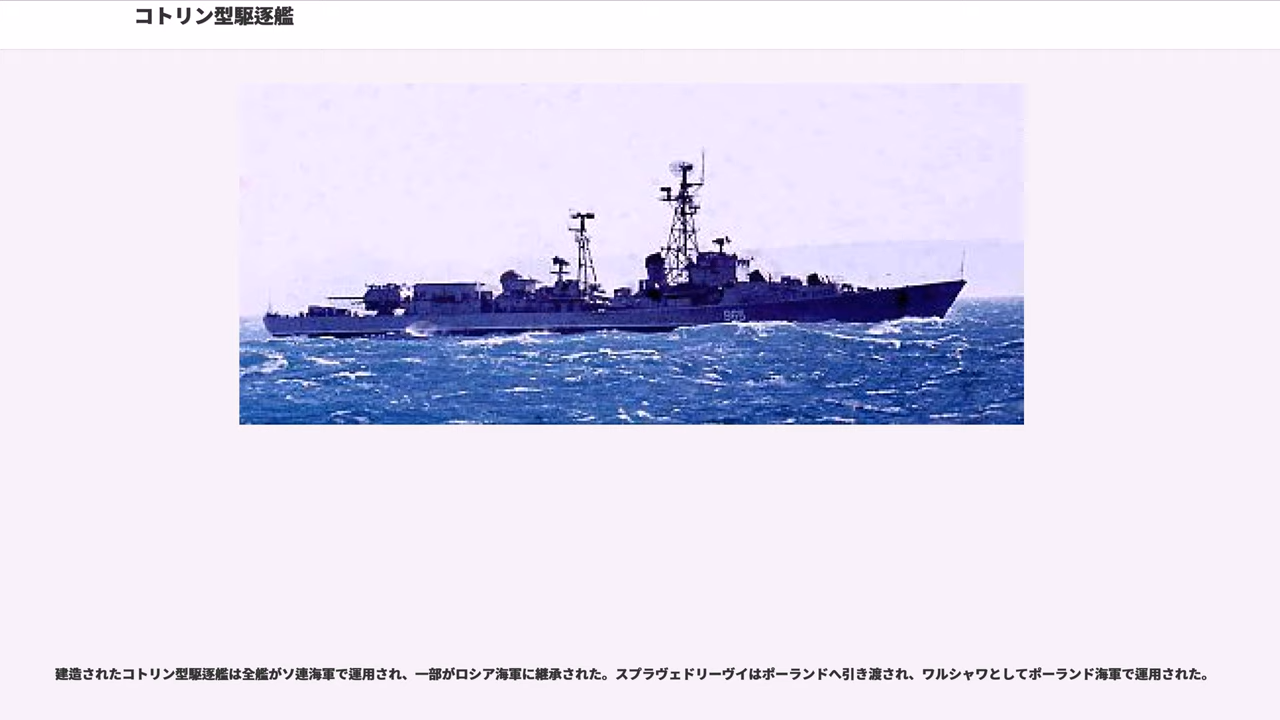 コトリン型駆逐艦
建造されたコトリン型駆逐艦は全艦がソ連海軍で運用され、一部がロシア海軍に継承された。スプラヴェドリーヴイはポーランドへ引き渡され、ワルシャワとしてポーランド海軍で運用された。